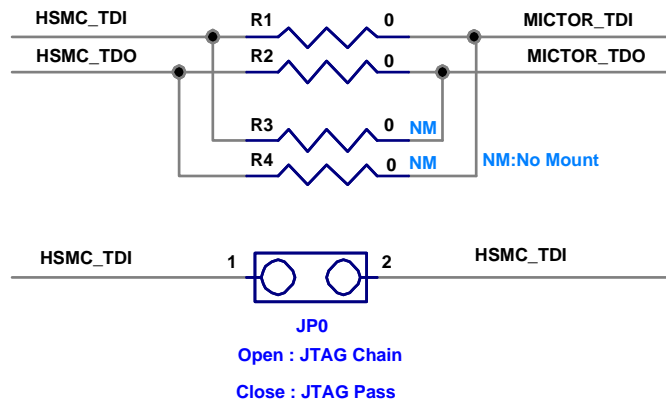 HSMC_TDI R1 0 MICTOR_TDI
HSMC_TDO R2 0 MICTOR_TDO
R3 0 NM
R4 0 NM NM:No Mount
HSMC_TDI 1 2 HSMC_TDI
JP0
Open : JTAG Chain
Close : JTAG Pass